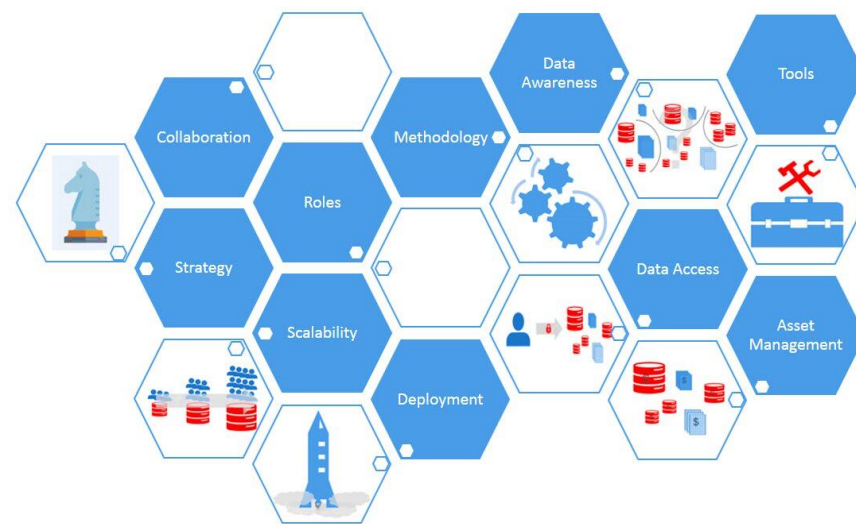 Data
Awareness
Tools
Collaboration
Methodology
Roles
Strategy
Data Access
Scalability
Asset
Management
Deployment
$
$